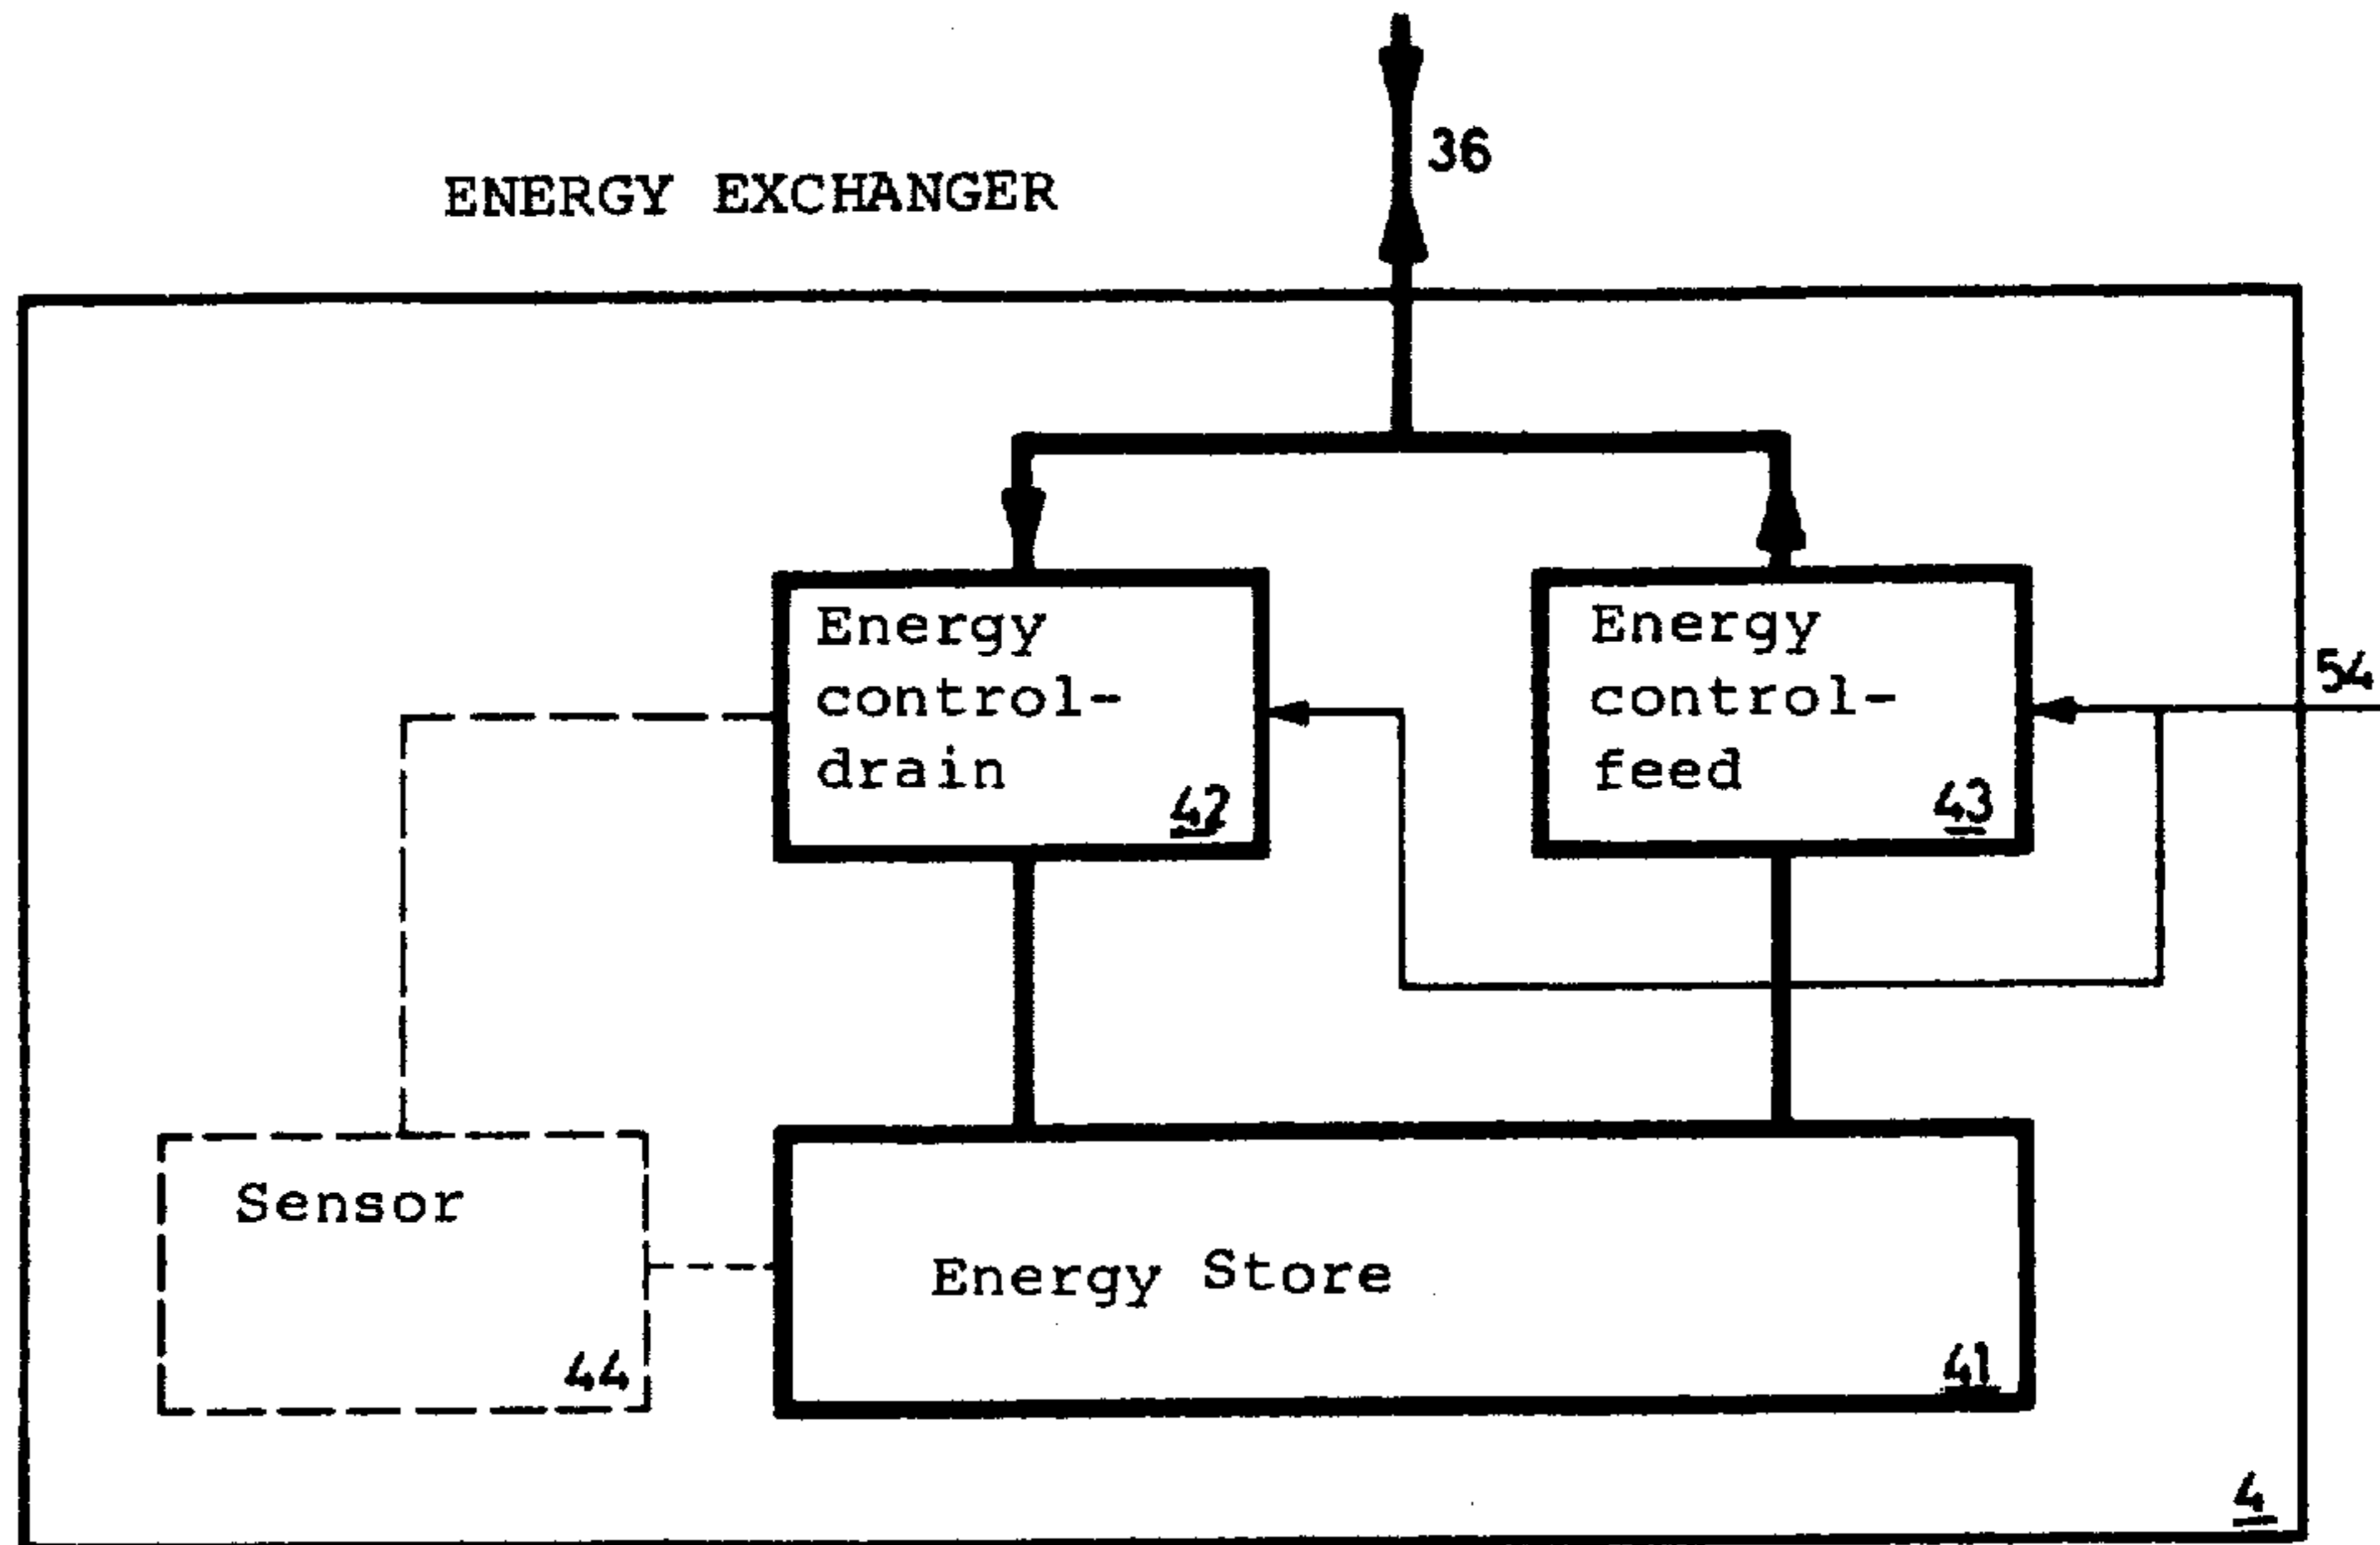 36
ENERGY EXCHANGER
54
Energy
control-
drain
42
Energy
control-
feed
43
Sensor
44
Energy Store
41
4